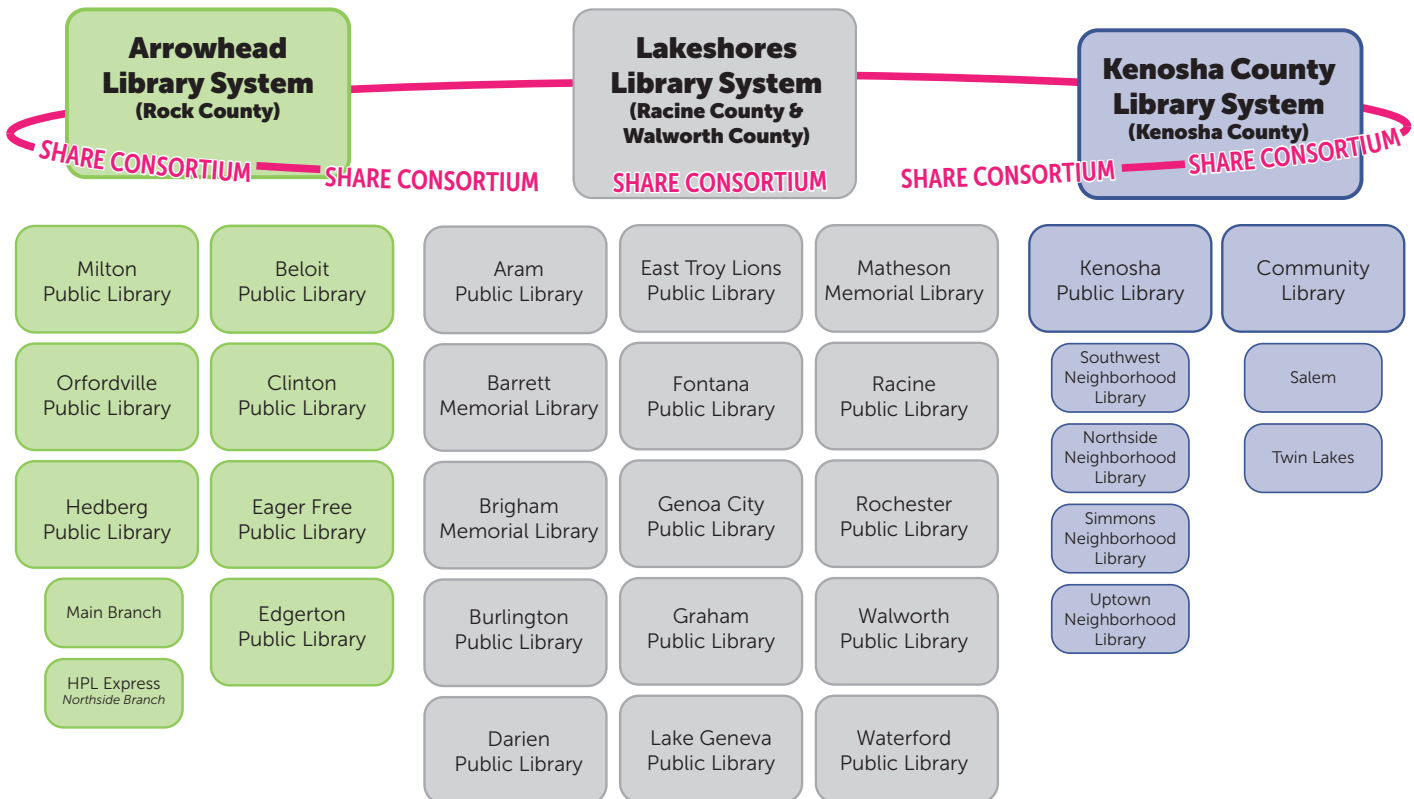 Arrowhead
Library System
(Rock County)
Lakeshores
Library System
(Racine County &
Walworth County)
Kenosha County
Library System
(Kenosha County)
SHARE CONSORTIUM
SHARE CONSORTIUM
SHARE CONSORTIUM
SHARE CONSORTIUM
SHARE CONSORTIUM
Milton
Public Library
Orfordville
Public Library
Hedberg
Public Library
Main Branch
HPL Express
Northside Branch
Beloit
Public Library
Clinton
Public Library
Eager Free
Public Library
Edgerton
Public Library
Aram
Public Library
Barrett
Memorial Library
Brigham
Memorial Library
Burlington
Public Library
Darien
Public Library
East Troy Lions
Public Library
Fontana
Public Library
Genoa City
Public Library
Graham
Public Library
Lake Geneva
Public Library
Matheson
Memorial Library
Racine
Public Library
Rochester
Public Library
Walworth
Public Library
Waterford
Public Library
Kenosha
Public Library
Southwest
Neighborhood
Library
Northside
Neighborhood
Library
Simmons
Neighborhood
Library
Uptown
Neighborhood
Library
Community
Library
Salem
Twin Lakes